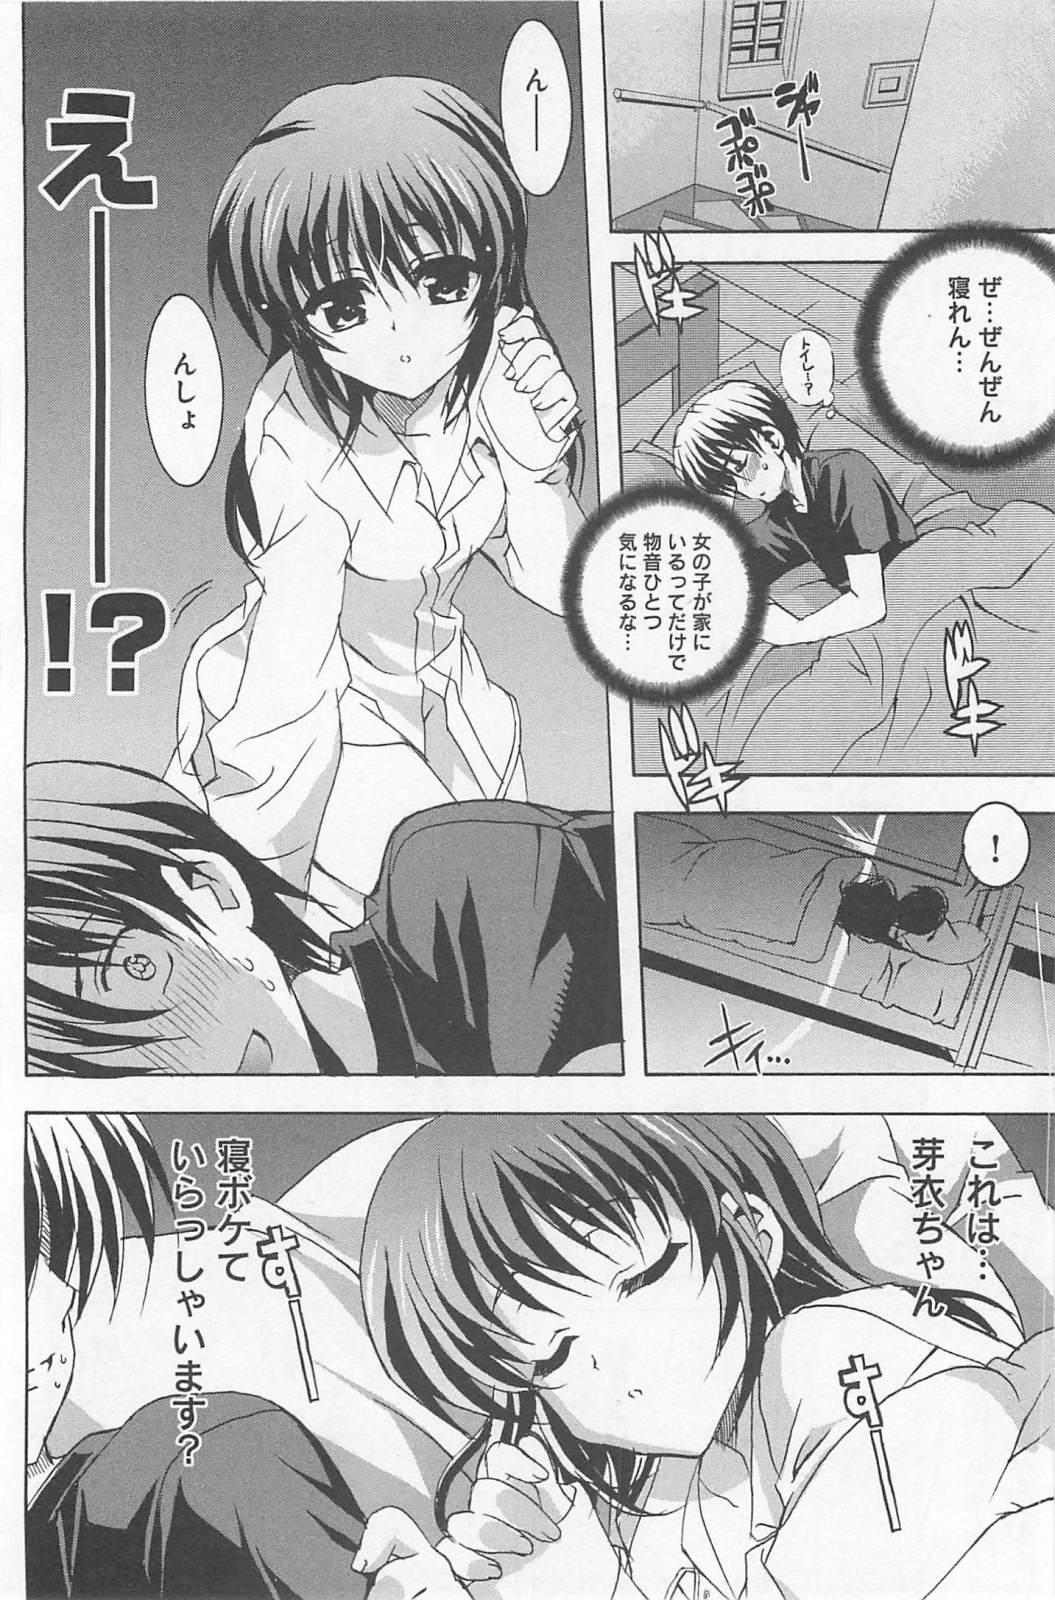 ジャーー
ゴポゴポ
ぜ…ぜんぜん
寝れん…
トイレ…?
ドキ
女の子が家に
いるってだけで
物音ひとつ
気になるな…
ドキ
ドキ
！
キィ…
んー
んしょ
えーー！？
これは…
芽衣ちゃん
すーー
すーー
寝ボケて
いらっしゃいます？